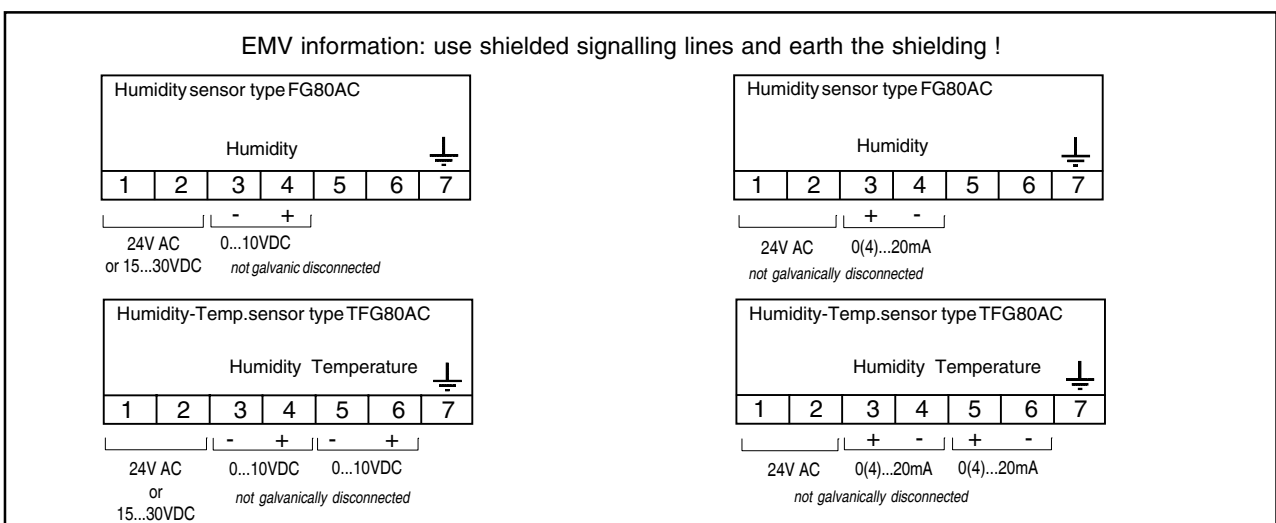 EMV information: use shielded signalling lines and earth the shielding !
Humidity sensor type FG80AC
Humidity
1 2 3 4 5 6 7
- +
24V AC 0...10VDC
or 15...30VDC not galvanic disconnected
Humidity sensor type FG80AC
Humidity
1 2 3 4 5 6 7
+ -
24V AC 0(4)...20mA
not galvanically disconnected
Humidity-Temp.sensor type TFG80AC
Humidity Temperature
1 2 3 4 5 6 7
- + - +
24V AC 0...10VDC 0...10VDC
or not galvanically disconnected
15...30VDC
Humidity-Temp.sensor type TFG80AC
Humidity Temperature
1 2 3 4 5 6 7
+ - + -
24V AC 0(4)...20mA 0(4)...20mA
not galvanically disconnected